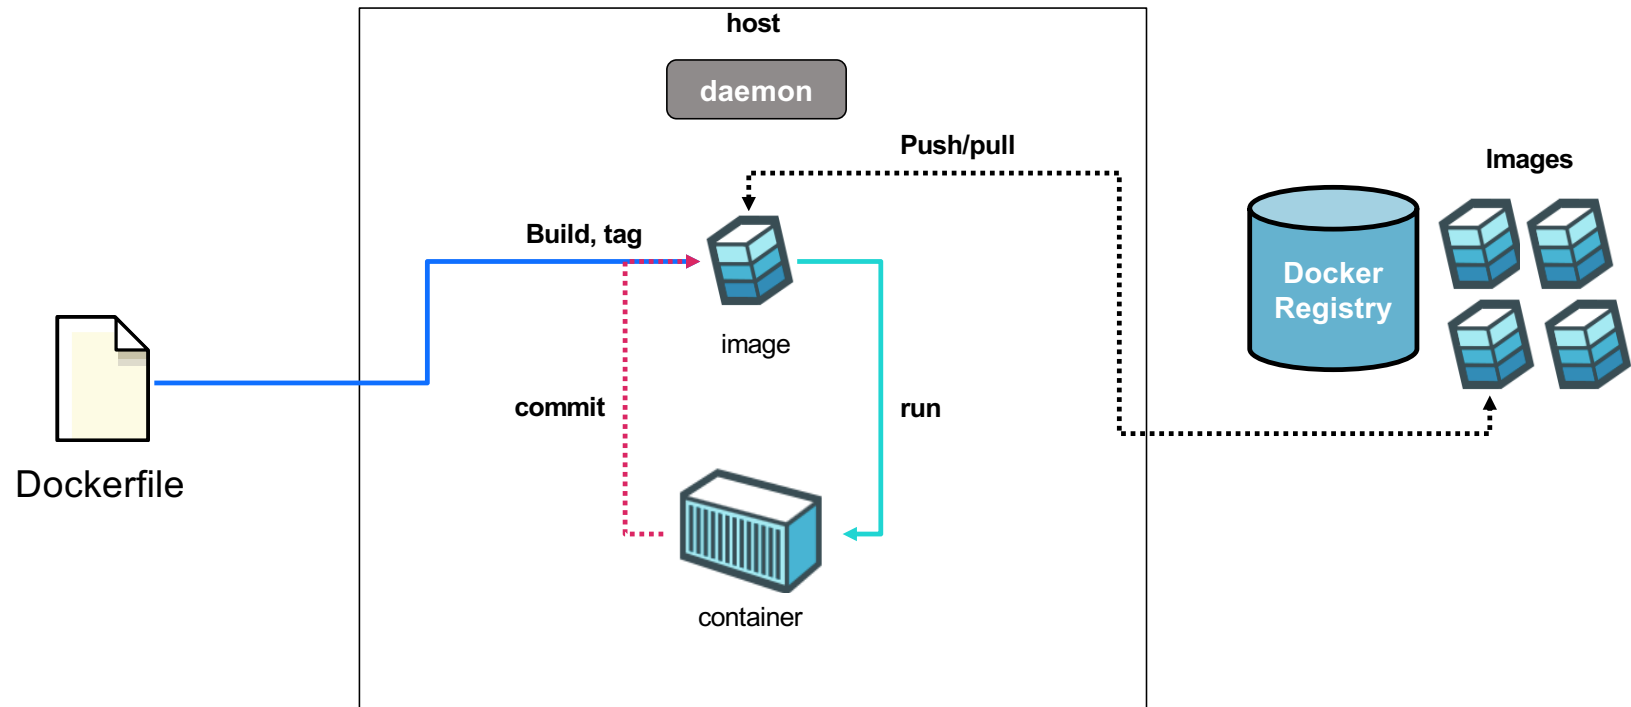 host
daemon
Push/pull
Images
Build, tag
Docker
Registry
image
commit
run
Dockerfile
container